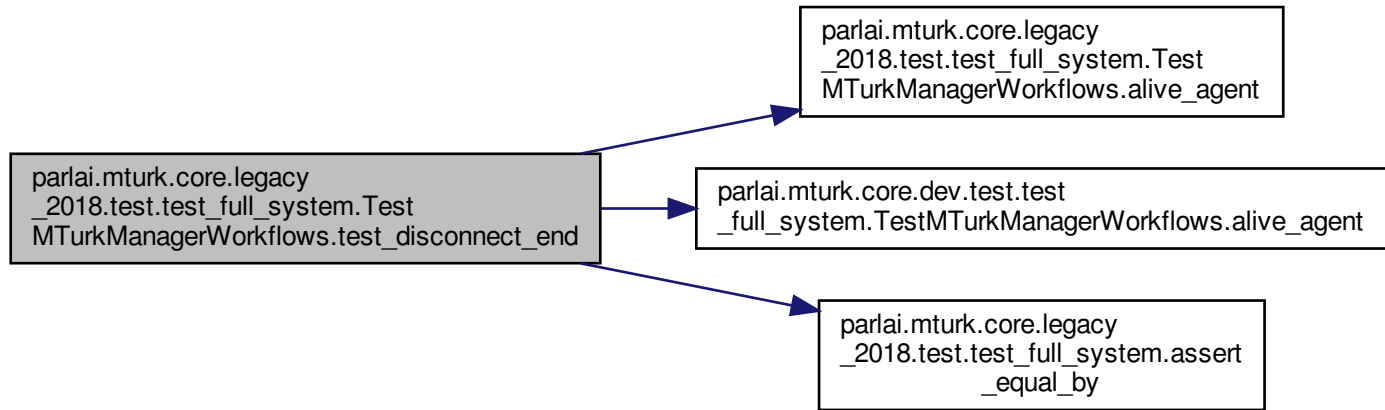 parlai.mturk.core.legacy
_2018.test.test_full_system.Test
MTurkManagerWorkflows.test_disconnect_end
parlai.mturk.core.legacy
_2018.test.test_full_system.Test
MTurkManagerWorkflows.alive_agent
parlai.mturk.core.dev.test.test
_full_system.TestMTurkManagerWorkflows.alive_agent
parlai.mturk.core.legacy
_2018.test.test_full_system.assert
_equal_by